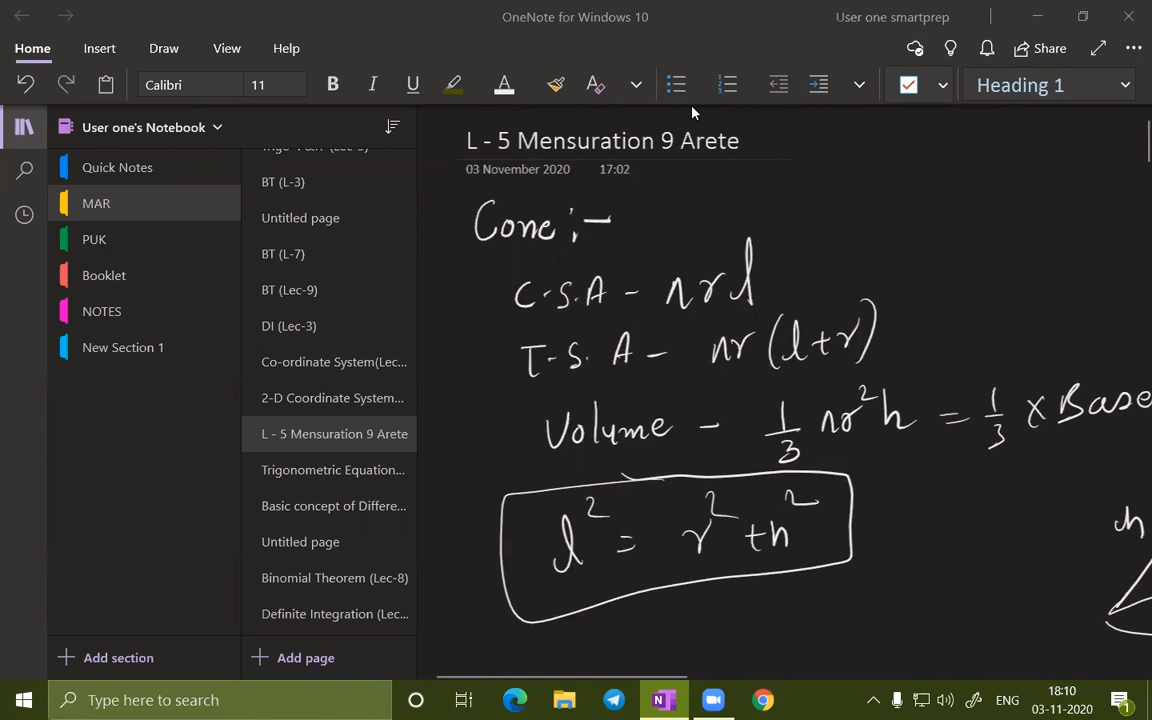 OneNote for Windows 10
User one smartprep
Home Insert Draw View Help
Share
Calibri 11 B I U A Heading 1
User one's Notebook
Quick Notes
MAR
PUK
Booklet
NOTES
New Section 1
Add section
BT (L-3)
Untitled page
BT (L-7)
BT (Lec-9)
DI (Lec-3)
Co-ordinate System(Lec...
2-D Coordinate System...
L - 5 Mensuration 9 Arete
Trigonometric Equation...
Basic concept of Differe...
Untitled page
Binomial Theorem (Lec-8)
Definite Integration (Lec...
Add page
L - 5 Mensuration 9 Arete
03 November 2020 17:02
Cone :-
C.S.A - πrl
T.S.A - πr(l+r)
Volume - 1/3 πr²h = 1/3 × Base
l² = r² + h²
h
Type here to search
ENG
18:10
03-11-2020
1